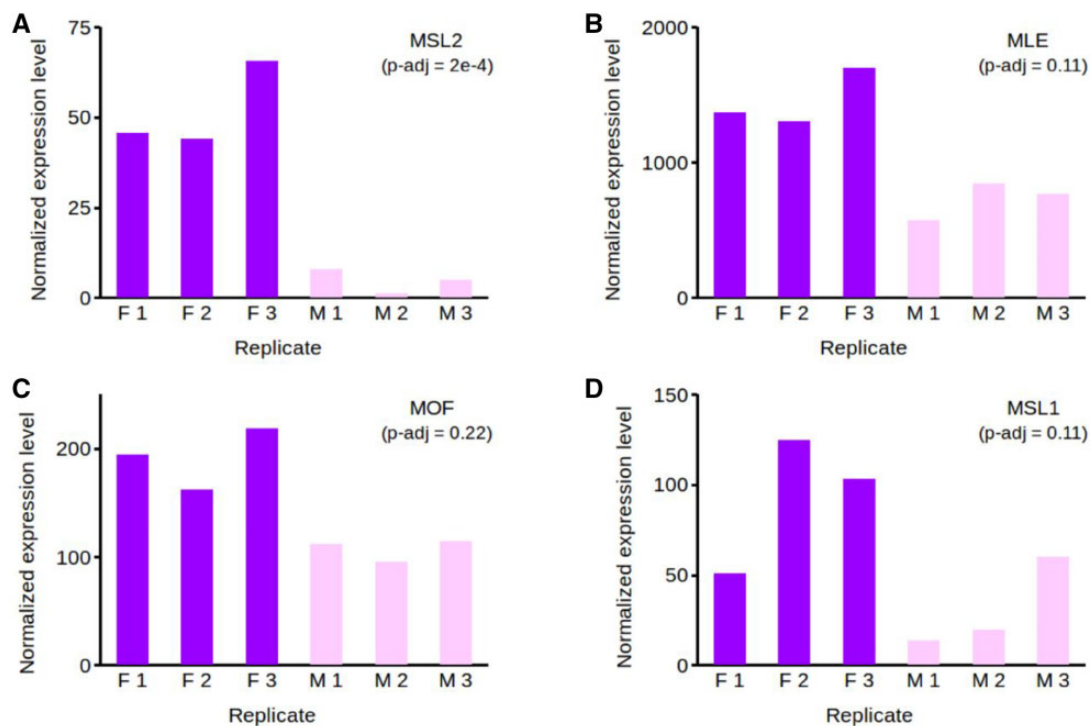 A
MSL2
(p-adj = 2e-4)
Normalized expression level
75
50
25
0
F 1 F 2 F 3 M 1 M 2 M 3
Replicate
B
MLE
(p-adj = 0.11)
Normalized expression level
2000
1000
0
F 1 F 2 F 3 M 1 M 2 M 3
Replicate
C
MOF
(p-adj = 0.22)
Normalized expression level
200
100
0
F 1 F 2 F 3 M 1 M 2 M 3
Replicate
D
MSL1
(p-adj = 0.11)
Normalized expression level
150
100
50
0
F 1 F 2 F 3 M 1 M 2 M 3
Replicate